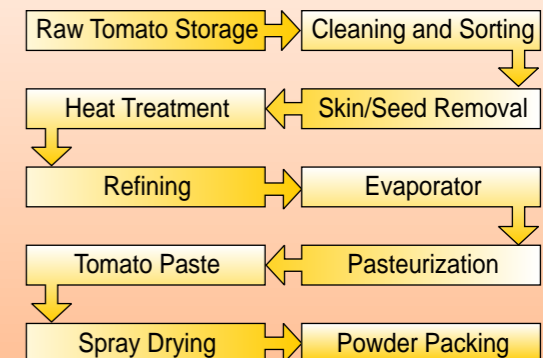 Raw Tomato Storage
Cleaning and Sorting
Skin/Seed Removal
Heat Treatment
Refining
Evaporator
Pasteurization
Tomato Paste
Spray Drying
Powder Packing